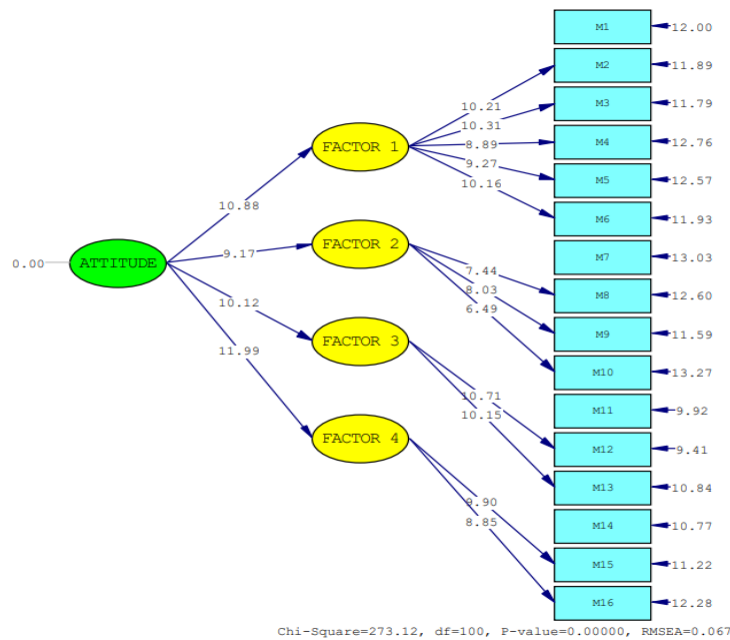 M1 12.00
M2 11.89
10.21
M3 11.79
10.31
M4 12.76
FACTOR 1 8.89
9.27
M5 12.57
10.16
10.88
M6 11.93
FACTOR 2
9.17
M7 13.03
0.00 ATTITUDE
7.44
8.03
M8 12.60
10.12
6.49
M9 11.59
FACTOR 3
11.99
M10 13.27
M11 9.92
10.71
10.15
FACTOR 4
M12 9.41
M13 10.84
9.90
M14 10.77
8.85
M15 11.22
M16 12.28
Chi-Square=273.12, df=100, P-value=0.00000, RMSEA=0.067